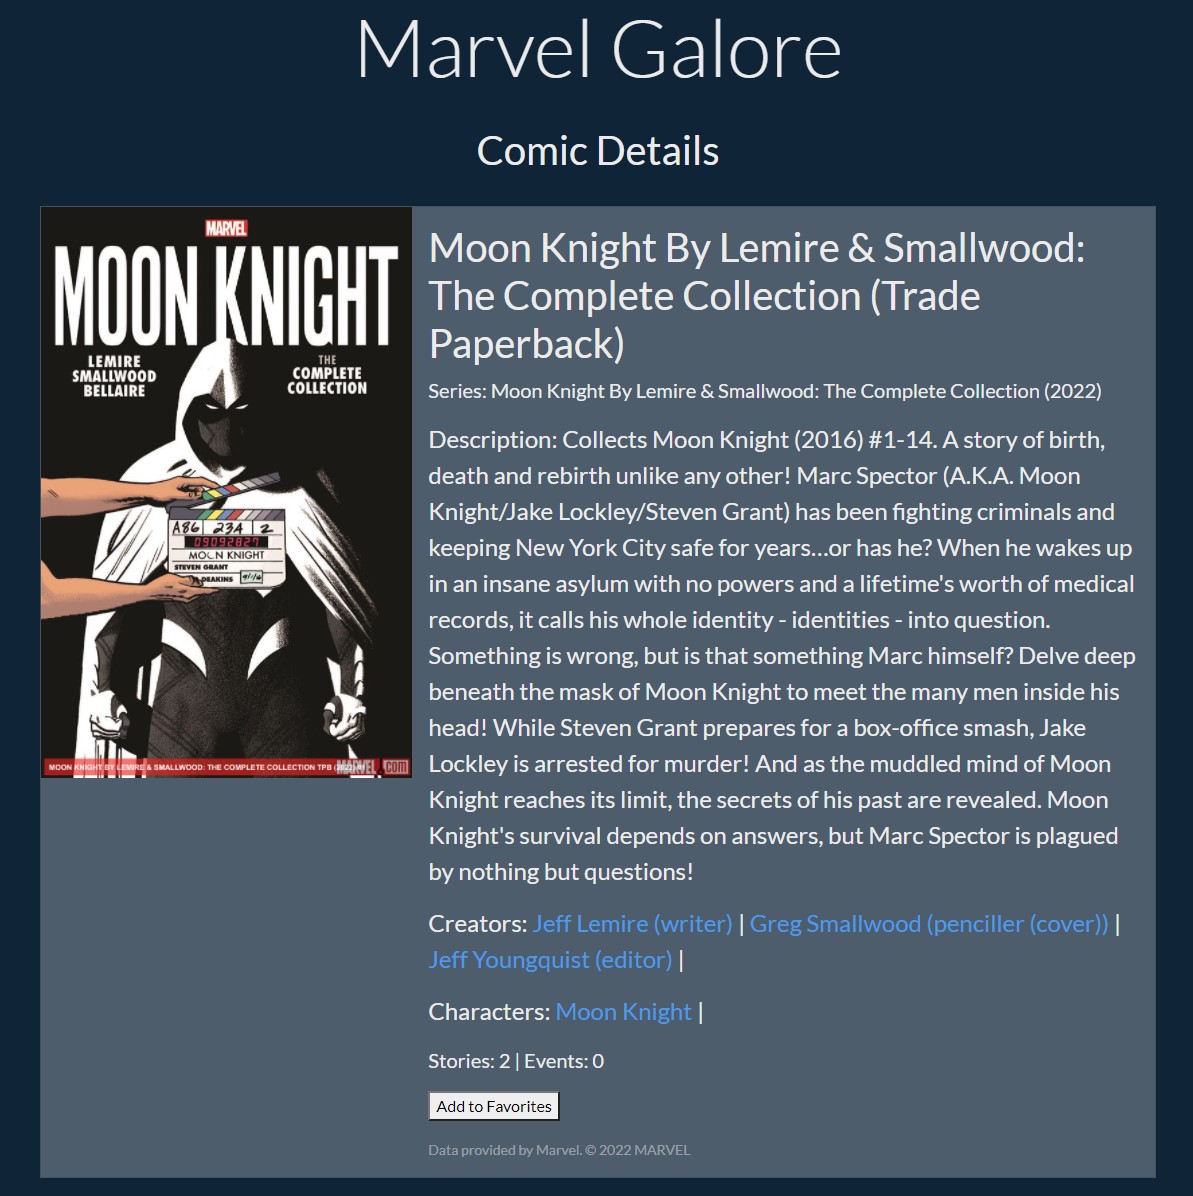 Marvel Galore
Comic Details
MARVEL
MOON KNIGHT
LEMIRE
SMALLWOOD
BELLAIRE
THE
COMPLETE
COLLECTION
A86 23A 2
09092827
MOON KNIGHT
STEVEN GRANT
DEAKINS 9/1/16
MOON KNIGHT BY LEMIRE & SMALLWOOD: THE COMPLETE COLLECTION TPB
MARVEL.com
Moon Knight By Lemire & Smallwood:
The Complete Collection (Trade
Paperback)
Series: Moon Knight By Lemire & Smallwood: The Complete Collection (2022)
Description: Collects Moon Knight (2016) #1-14. A story of birth,
death and rebirth unlike any other! Marc Spector (A.K.A. Moon
Knight/Jake Lockley/Steven Grant) has been fighting criminals and
keeping New York City safe for years...or has he? When he wakes up
in an insane asylum with no powers and a lifetime's worth of medical
records, it calls his whole identity - identities - into question.
Something is wrong, but is that something Marc himself? Delve deep
beneath the mask of Moon Knight to meet the many men inside his
head! While Steven Grant prepares for a box-office smash, Jake
Lockley is arrested for murder! And as the muddled mind of Moon
Knight reaches its limit, the secrets of his past are revealed. Moon
Knight's survival depends on answers, but Marc Spector is plagued
by nothing but questions!
Creators: Jeff Lemire (writer) | Greg Smallwood (penciller (cover)) |
Jeff Youngquist (editor) |
Characters: Moon Knight |
Stories: 2 | Events: 0
Add to Favorites
Data provided by Marvel. © 2022 MARVEL